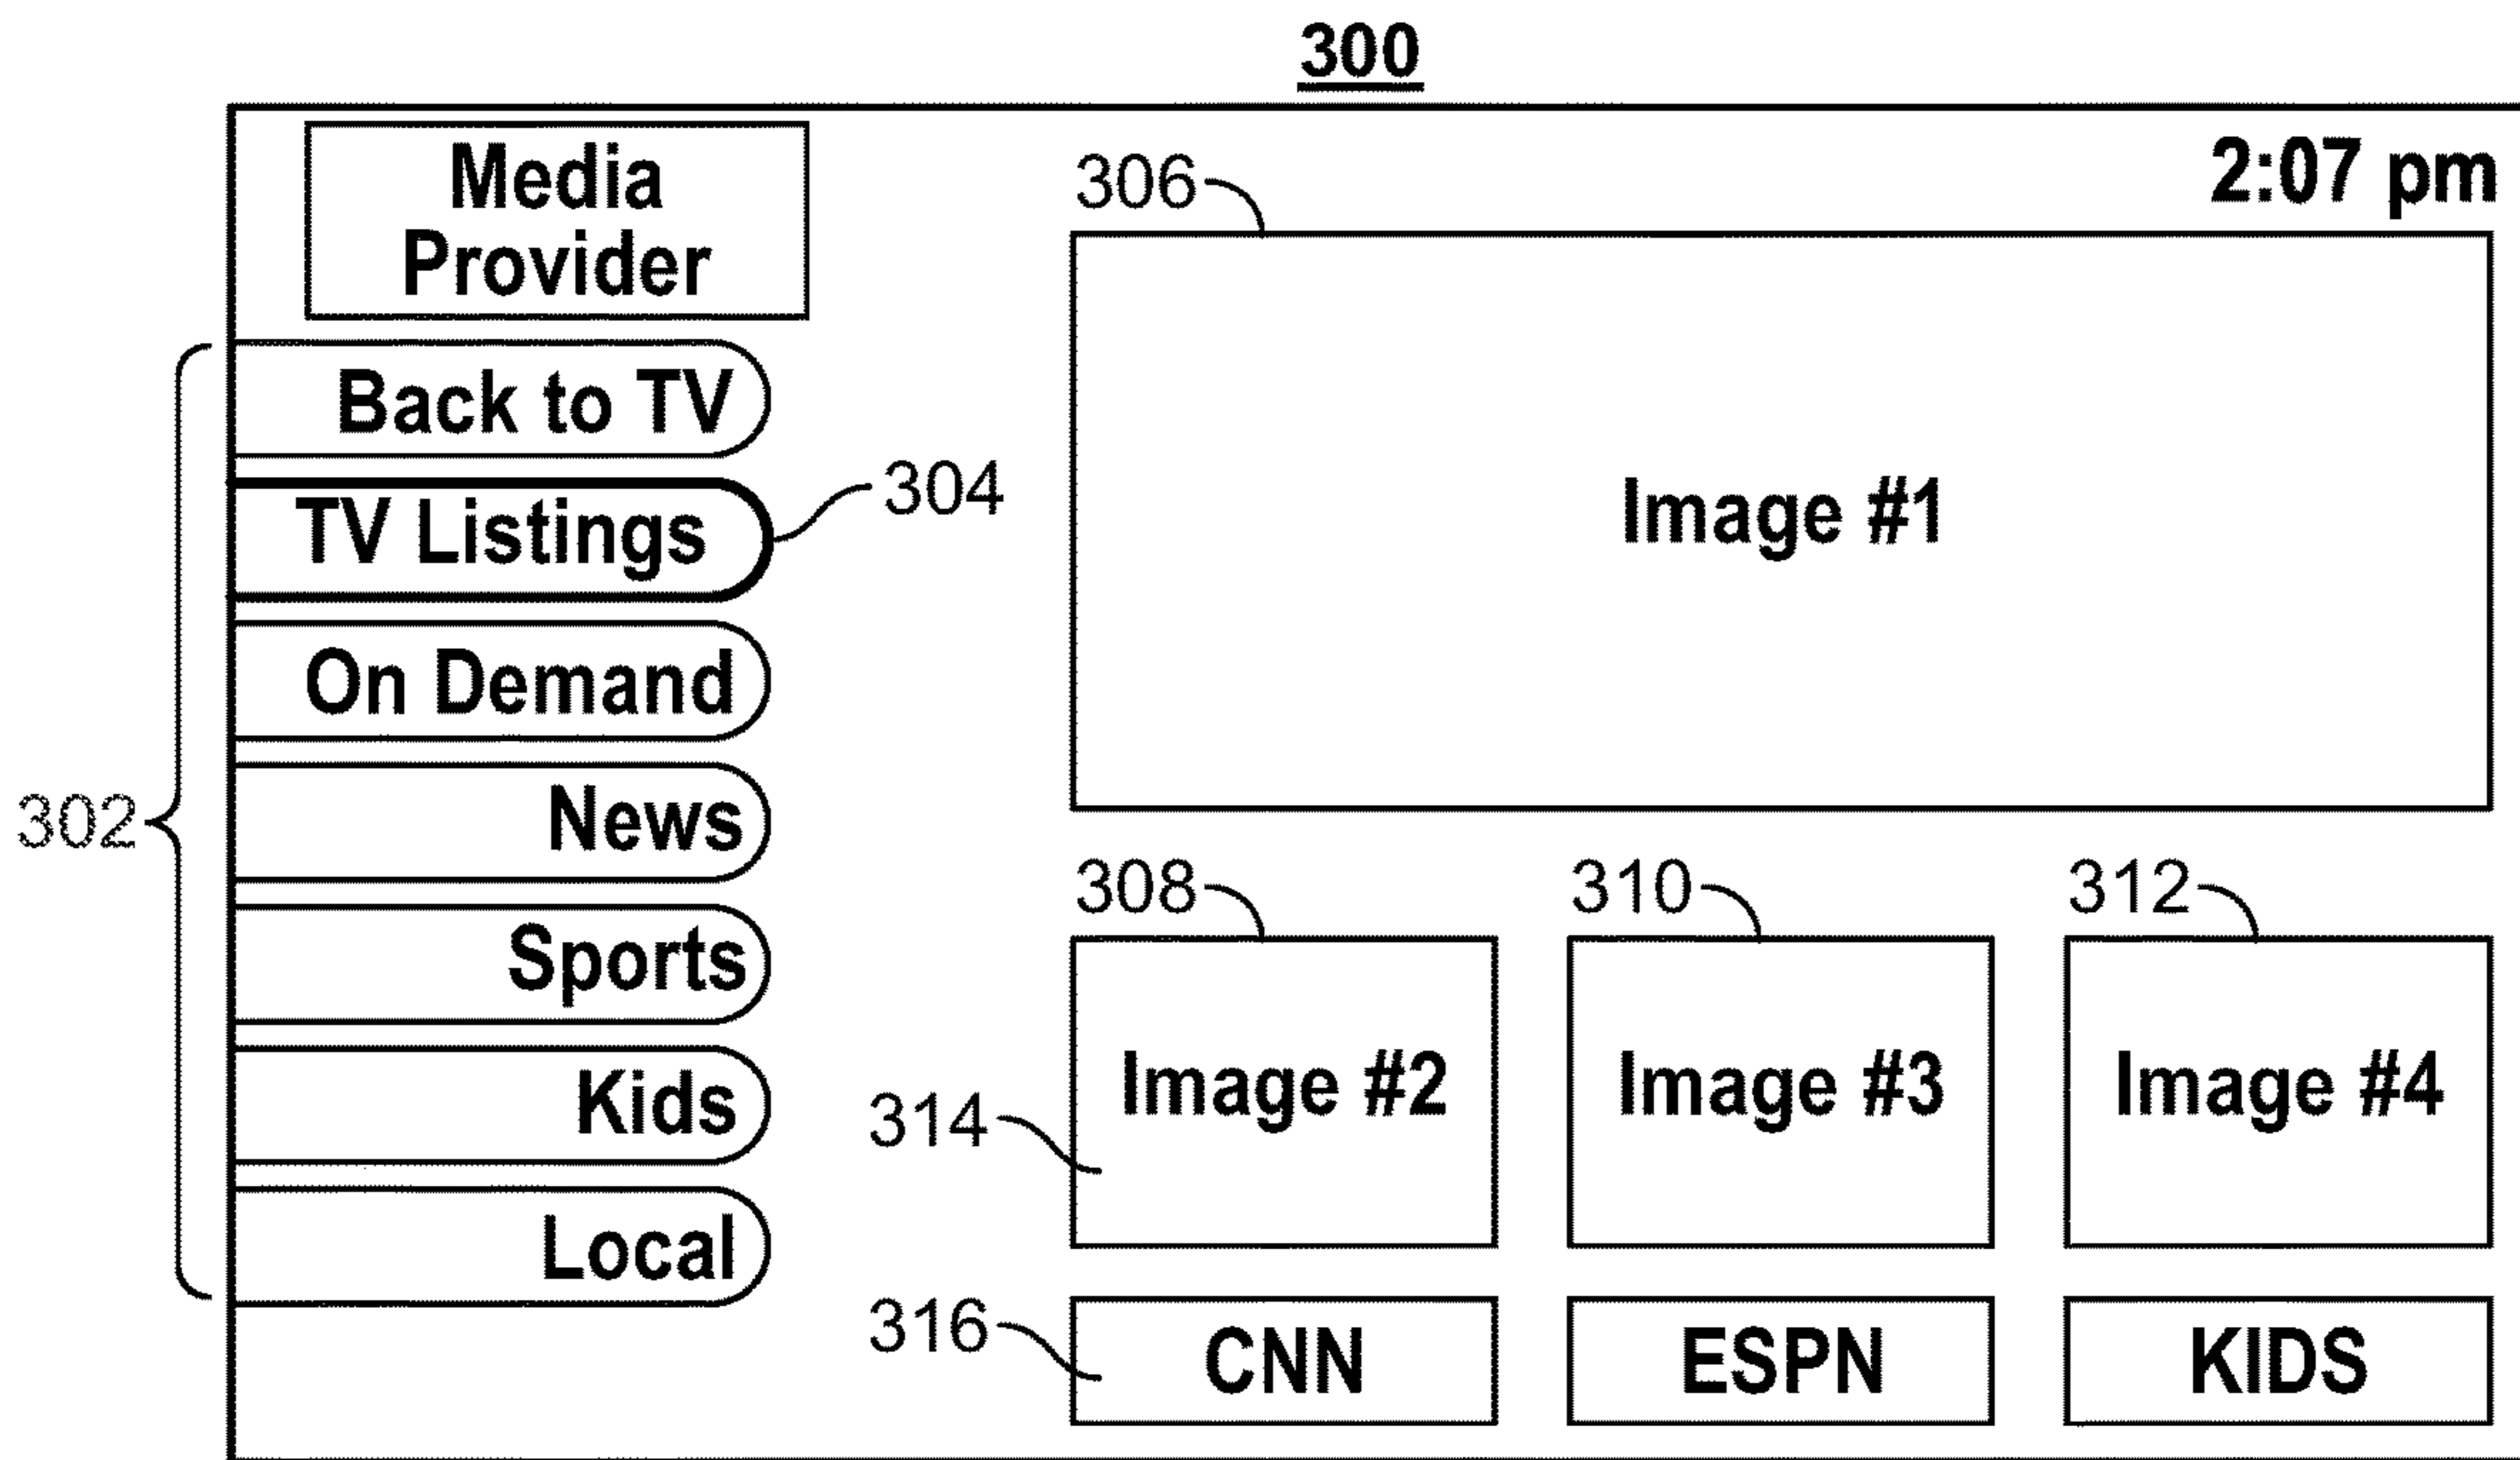 300
Media
Provider
2:07 pm
306
Back to TV
TV Listings
304
Image #1
On Demand
302
News
Sports
Kids
Local
308
310
312
Image #2
Image #3
Image #4
314
316
CNN
ESPN
KIDS